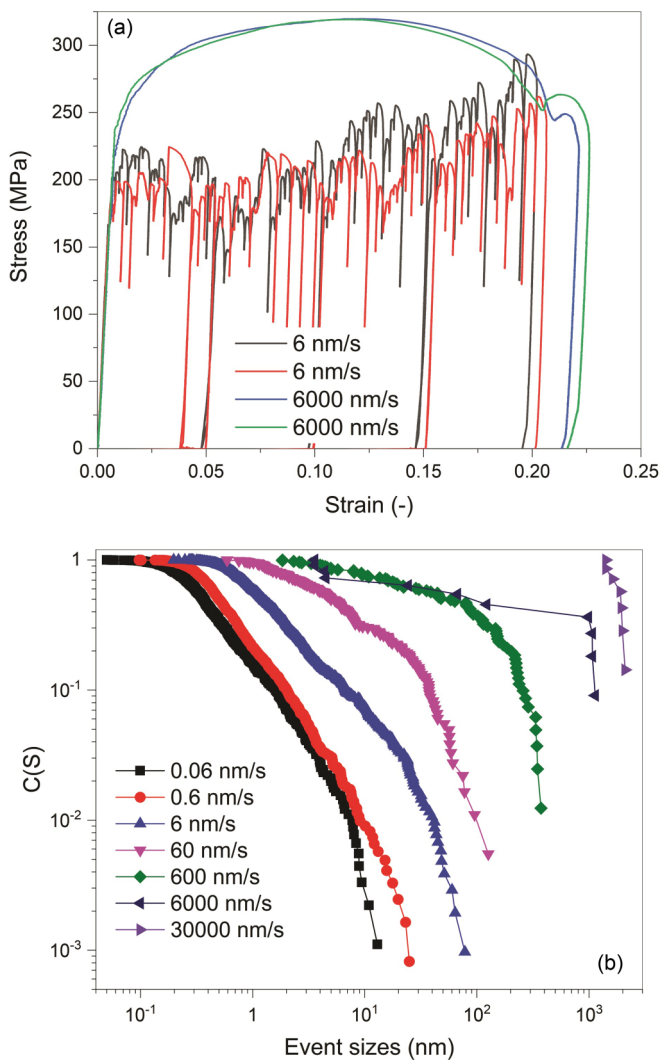 (a)
300
250
200
150
100
50
0
Stress (MPa)
6 nm/s
6 nm/s
6000 nm/s
6000 nm/s
0.00 0.05 0.10 0.15 0.20 0.25
Strain (-)
1
10⁻¹
10⁻²
10⁻³
C(S)
0.06 nm/s
0.6 nm/s
6 nm/s
60 nm/s
600 nm/s
6000 nm/s
30000 nm/s
(b)
10⁻¹ 1 10¹ 10² 10³
Event sizes (nm)